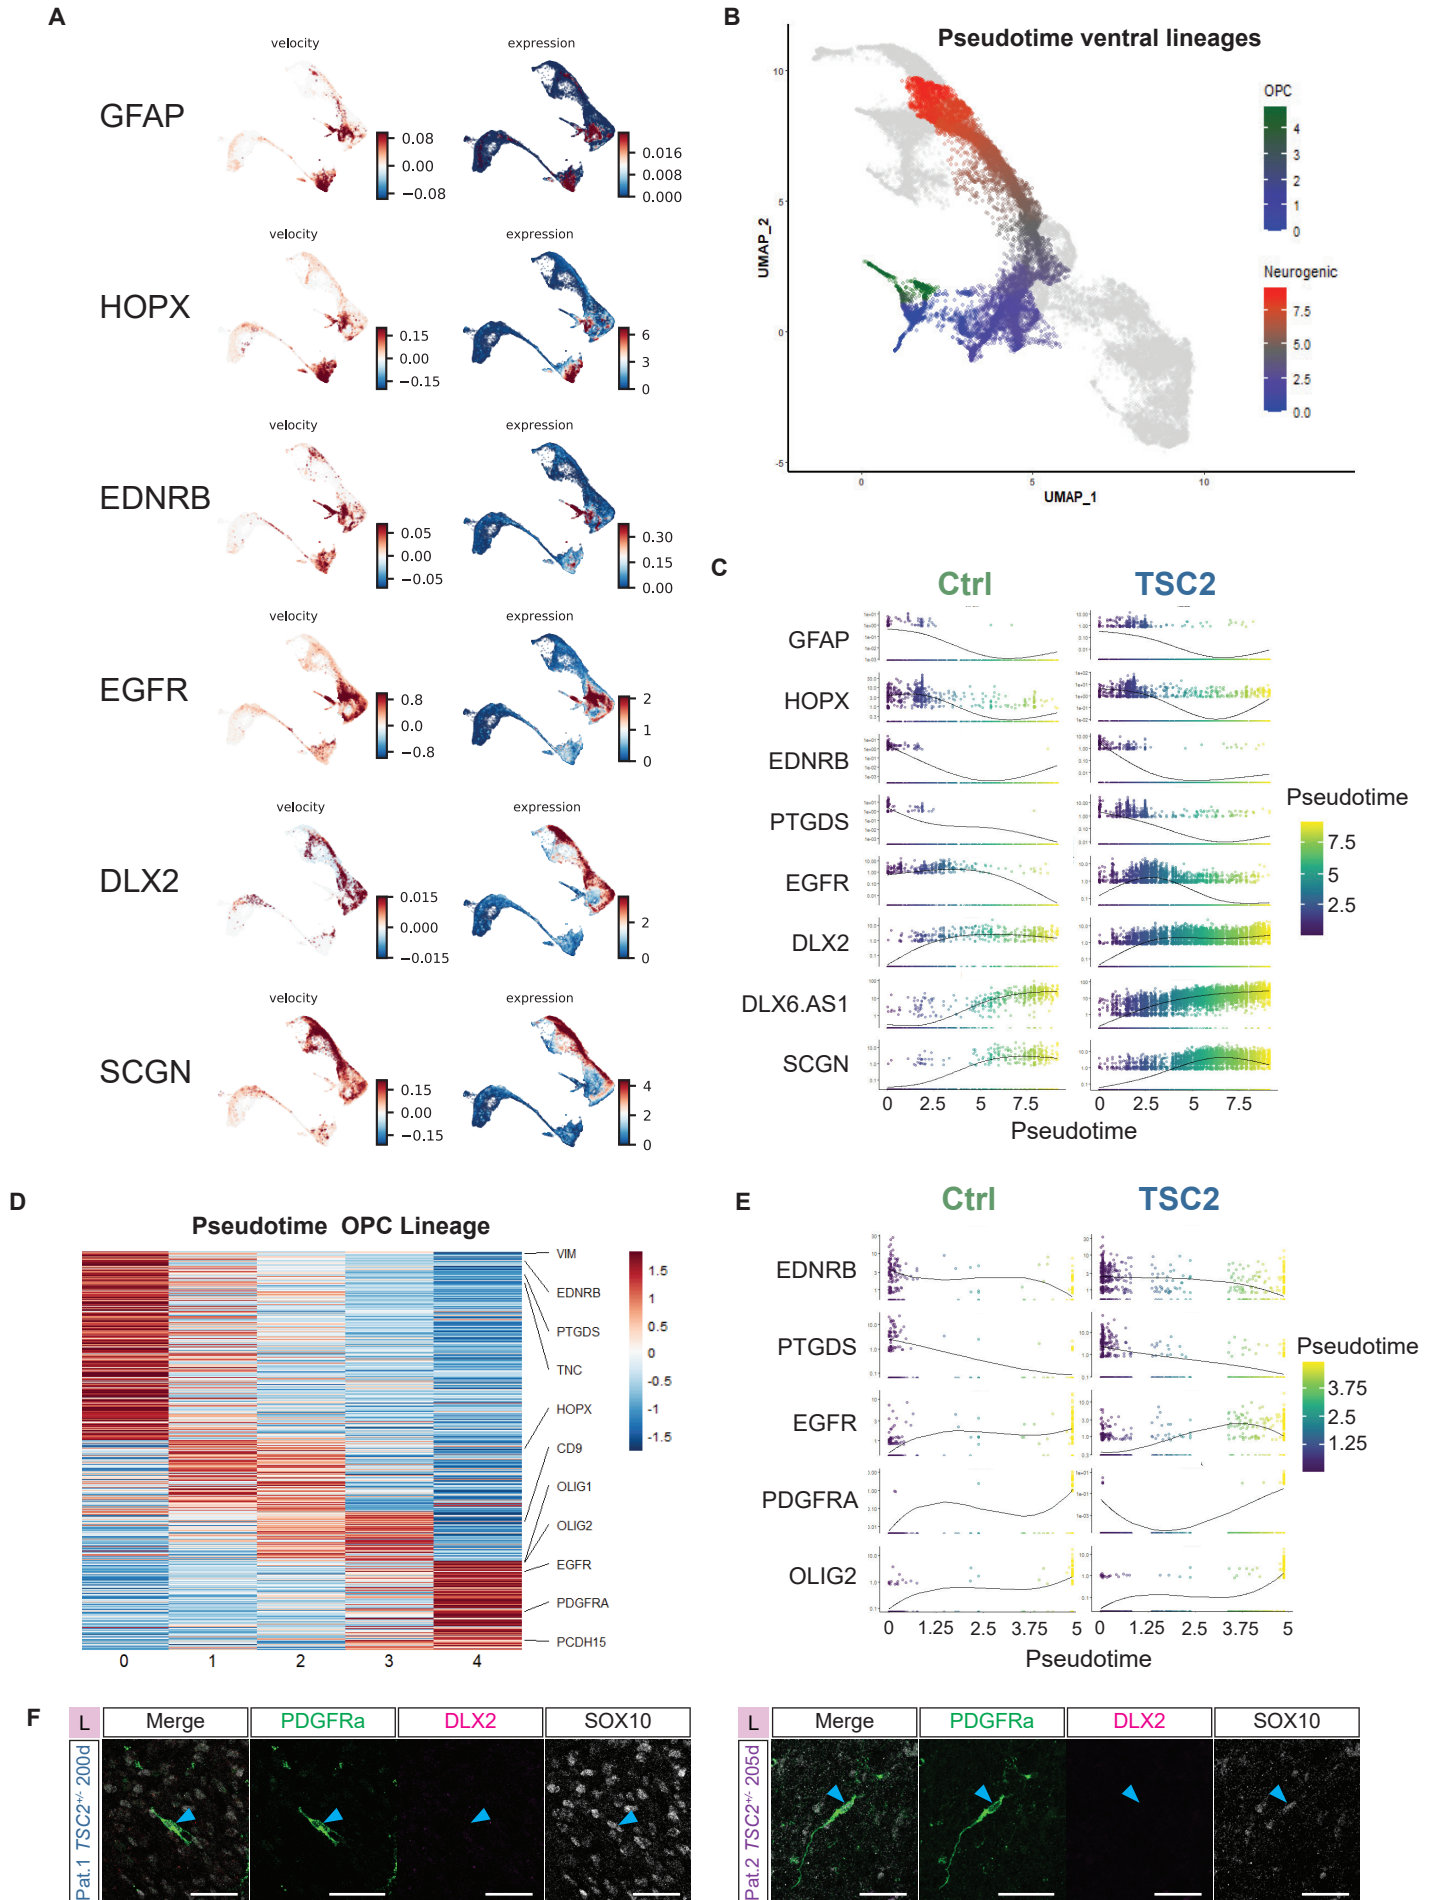 A
velocity
expression
GFAP
0.08
0.00
−0.08
0.016
0.008
0.000
velocity
expression
HOPX
0.15
0.00
−0.15
6
3
0
velocity
expression
EDNRB
0.05
0.00
−0.05
0.30
0.15
0.00
velocity
expression
EGFR
0.8
0.0
−0.8
2
1
0
velocity
expression
DLX2
0.015
0.000
−0.015
2
0
velocity
expression
SCGN
0.15
0.00
−0.15
4
2
0
B
Pseudotime ventral lineages
OPC
4
3
2
1
0
Neurogenic
7.5
5.0
2.5
0.0
UMAP_2
10
5
0
-5
0
5
10
UMAP_1
C
Ctrl
TSC2
GFAP
HOPX
EDNRB
PTGDS
EGFR
DLX2
DLX6.AS1
SCGN
0 2.5 5 7.5
0 2.5 5 7.5
Pseudotime
Pseudotime
7.5
5
2.5
D
Pseudotime OPC Lineage
VIM
EDNRB
PTGDS
TNC
HOPX
CD9
OLIG1
OLIG2
EGFR
PDGFRA
PCDH15
1.5
1
0.5
0
-0.5
-1
-1.5
0 1 2 3 4
E
Ctrl
TSC2
EDNRB
PTGDS
EGFR
PDGFRA
OLIG2
0 1.25 2.5 3.75 5
0 1.25 2.5 3.75 5
Pseudotime
Pseudotime
3.75
2.5
1.25
F
L
Merge
PDGFRa
DLX2
SOX10
Pat.1 TSC2+/- 200d
L
Merge
PDGFRa
DLX2
SOX10
Pat.2 TSC2+/- 205d